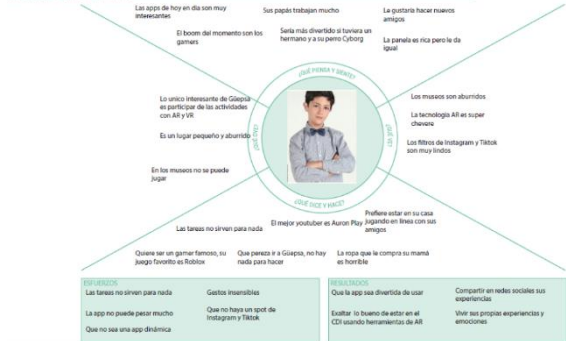 Las apps de hoy en dia son muy
interesantes
Sus papás trabajan mucho
Le gustaría hacer nuevos
amigos
El boom del momento son los
gamers
Sería más divertido si tuviera un
hermano y a su perro Cyborg
La panela es rica pero le da
igual
¿QUÉ PIENSA Y SIENTE?
Lo unico interesante de Güepsa
es participar de las actividades
con AR y VR
Es un lugar pequeño y aburrido
En los museos no se puede
jugar
¿QUÉ OYE?
¿QUÉ VE?
Los museos son aburridos
La tecnologia AR es super
chevere
Los filtros de Instagram y Tiktok
son muy lindos
¿QUÉ DICE Y HACE?
Las tareas no sirven para nada
El mejor youtuber es Auron Play
Prefiere estar en su casa
jugando en linea con sus
amigos
Quiere ser un gamer famoso, su
juego favorito es Roblox
Que pereza ir a Güepsa, no hay
nada para hacer
La ropa que le compra su mamá
es horrible
ESFUERZOS
Las tareas no sirven para nada
Gestos insensibles
La app no puede pesar mucho
Que no haya un spot de
Instagram y Tiktok
Que no sea una app dinámica
RESULTADOS
Que la app sea divertida de usar
Compartir en redes sociales sus
experiencias
Exaltar lo bueno de estar en el
CDI usando herramientas de AR
Vivir sus propias experiencias y
emociones